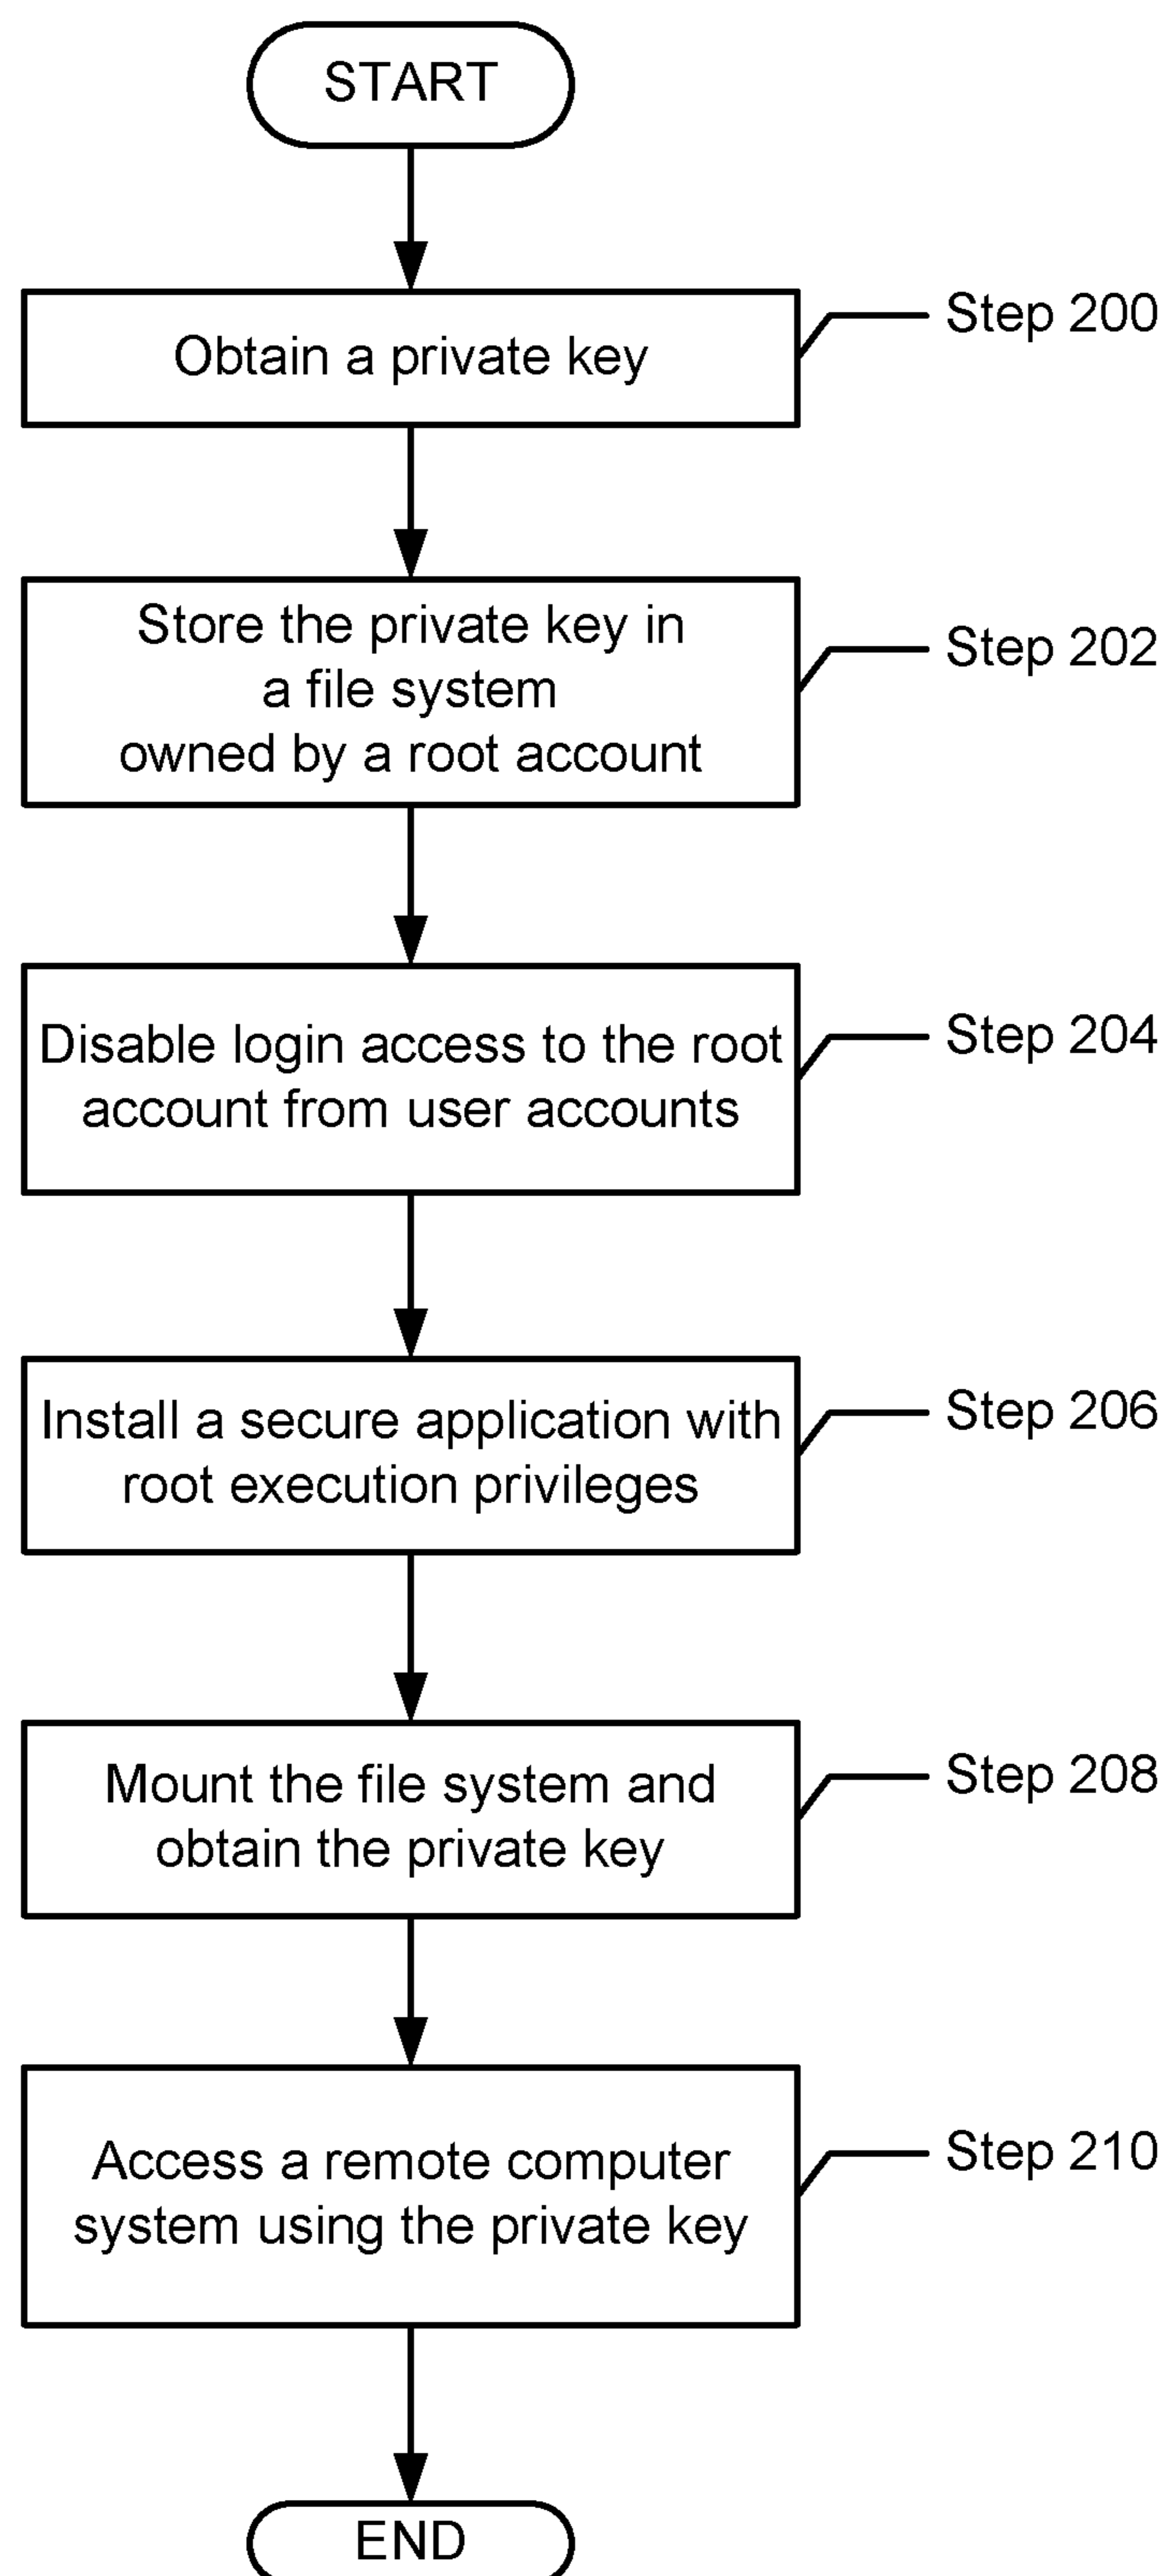 START
Obtain a private key
Step 200
Store the private key in
a file system
owned by a root account
Step 202
Disable login access to the root
account from user accounts
Step 204
Install a secure application with
root execution privileges
Step 206
Mount the file system and
obtain the private key
Step 208
Access a remote computer
system using the private key
Step 210
END